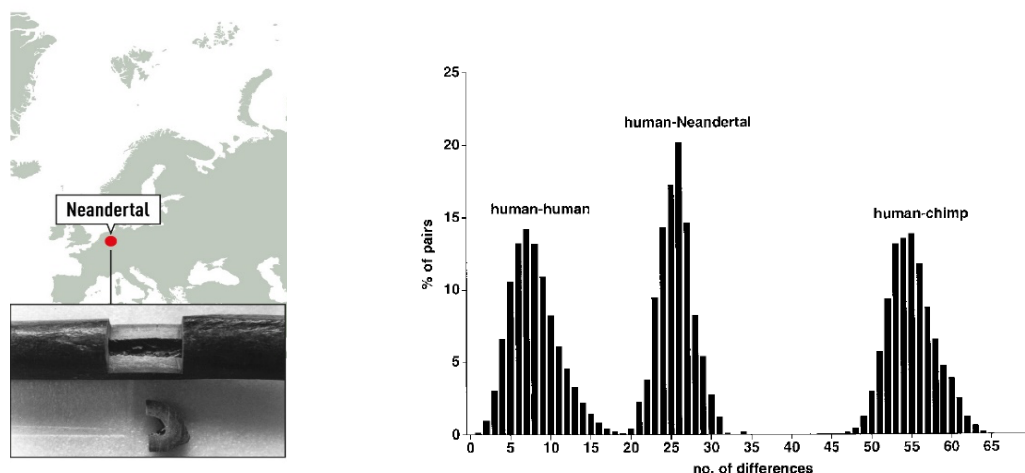 Neandertal
25
20
15
10
5
0
% of pairs
human-human
human-Neandertal
human-chimp
0 5 10 15 20 25 30 35 40 45 50 55 60 65
no. of differences